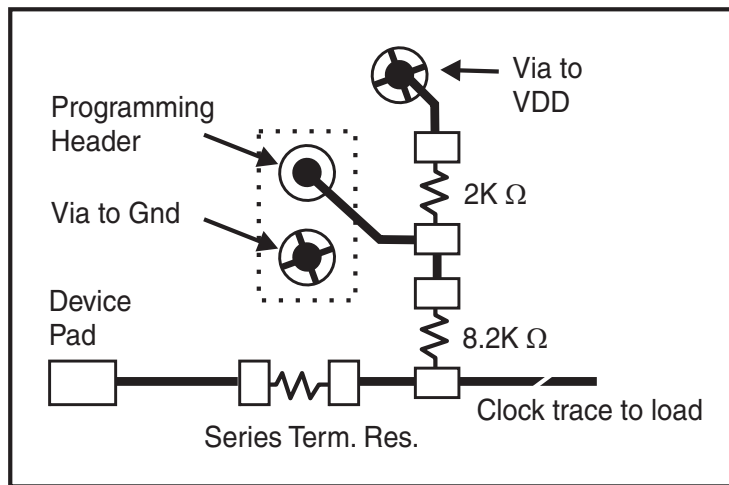 Via to
VDD
Programming
Header
2K Ω
Via to Gnd
Device
Pad
8.2K Ω
Clock trace to load
Series Term. Res.